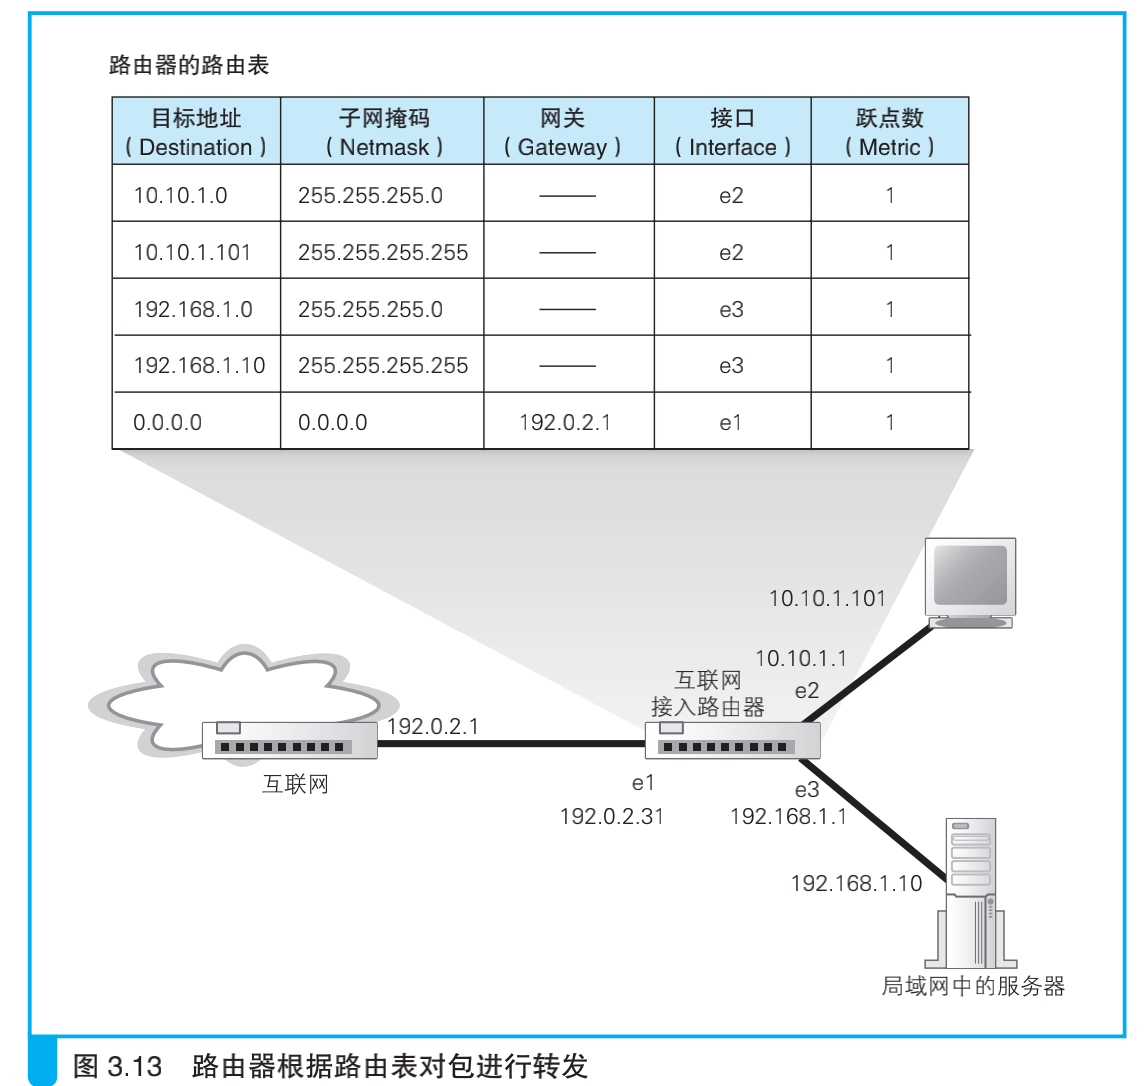 路由器的路由表
目标地址 子网掩码 网关 接口 跃点数
（Destination） （Netmask） （Gateway） （Interface） （Metric）
10.10.1.0 255.255.255.0 —— e2 1
10.10.1.101 255.255.255.255 —— e2 1
192.168.1.0 255.255.255.0 —— e3 1
192.168.1.10 255.255.255.255 —— e3 1
0.0.0.0 0.0.0.0 192.0.2.1 e1 1
10.10.1.101
10.10.1.1
互联网
接入路由器
e2
192.0.2.1
互联网
e1
192.0.2.31
e3
192.168.1.1
192.168.1.10
局域网中的服务器
图 3.13 路由器根据路由表对包进行转发